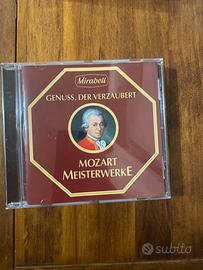 Mirabell
GENUSS, DER VERZAUBERT
MOZART
MEISTERWERKE
subito